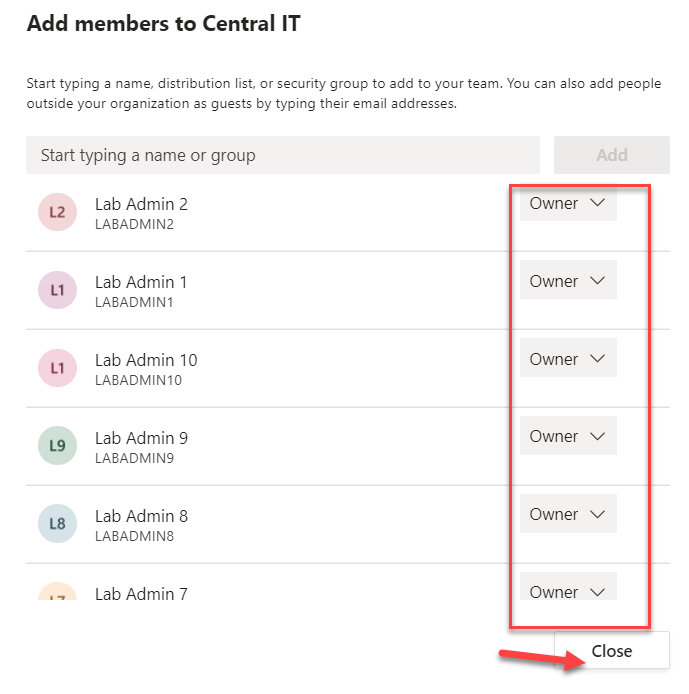 Add members to Central IT
Start typing a name, distribution list, or security group to add to your team. You can also add people
outside your organization as guests by typing their email addresses.
Start typing a name or group
Add
L2
Lab Admin 2
LABADMIN2
Owner
L1
Lab Admin 1
LABADMIN1
Owner
L1
Lab Admin 10
LABADMIN10
Owner
L9
Lab Admin 9
LABADMIN9
Owner
L8
Lab Admin 8
LABADMIN8
Owner
L7
Lab Admin 7
Owner
Close